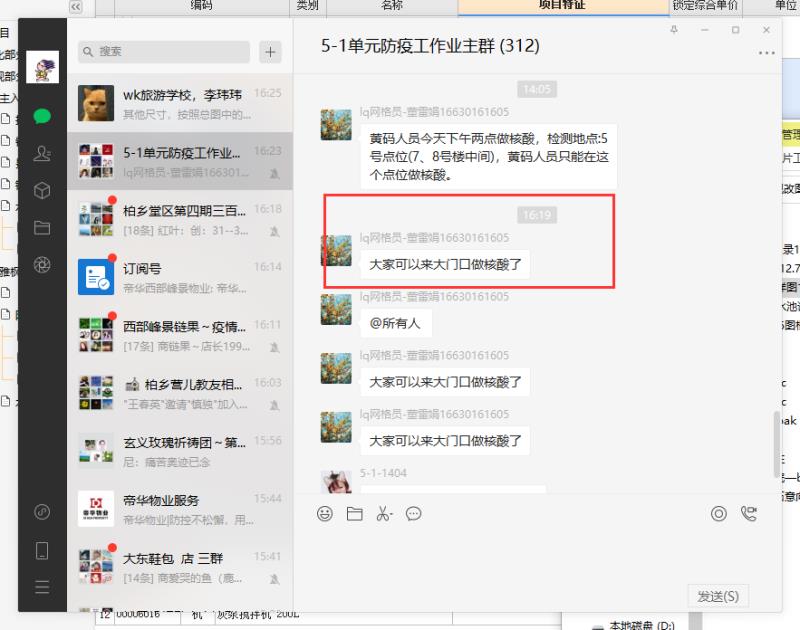 编码
类别
名称
项目特征
锁定综合单价
单位
搜索
5-1单元防疫工作业主群 (312)
wk旅游学校，李玮玮
16:25
其他尺寸，按照总图中的...
5-1单元防疫工作业...
16:23
lq网格员-董雷娟166301...
柏乡堂区第四期三百...
16:18
[18条] 红叶：创：31--3...
订阅号
16:14
帝华西部峰景物业: 帝华...
西部峰景链果～疫情...
16:11
[17条] 商链果～店长199...
柏乡营儿教友相...
16:03
"王春英"邀请"慎独"加入...
玄义玫瑰祈祷团～第...
15:56
尼：痛苦奥迹已念
帝华物业服务
15:44
帝华物业|防控不松懈，用...
大东鞋包 店 三群
15:41
[14条] 商爱哭的鱼（鹿...
14:05
lq网格员-董雷娟16630161605
黄码人员今天下午两点做核酸，检测地点:5
号点位(7、8号楼中间)，黄码人员只能在这
个点位做核酸。
16:19
lq网格员-董雷娟16630161605
大家可以来大门口做核酸了
lq网格员-董雷娟16630161605
@所有人
lq网格员-董雷娟16630161605
大家可以来大门口做核酸了
lq网格员-董雷娟16630161605
大家可以来大门口做核酸了
5-1-1404
发送(S)
本地磁盘 (D:)